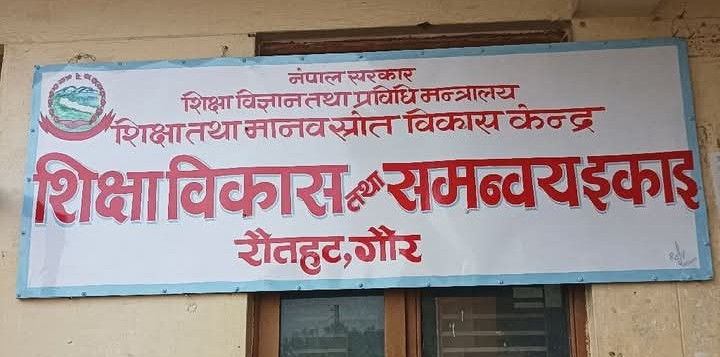 नेपाल सरकार
शिक्षा विज्ञान तथा प्रविधि मन्त्रालय
शिक्षा तथा मानव स्रोत विकास केन्द्र
शिक्षा विकास तथा समन्वय इकाइ
रौतहट, गौर